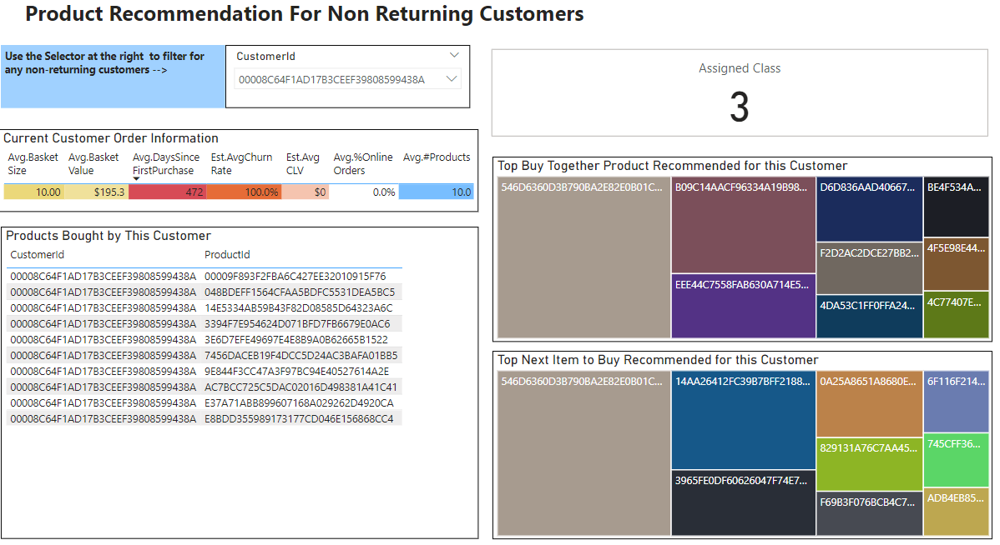 Product Recommendation For Non Returning Customers
Use the Selector at the right to filter for
any non-returning customers -->
CustomerId
00008C64F1AD17B3CEEF39808599438A
Assigned Class
3
Current Customer Order Information
Avg.Basket Size Avg.Basket Value Avg.DaysSince FirstPurchase Est.AvgChurn Rate Est.Avg CLV Avg.%Online Orders Avg.#Products
10.00 $195.3 472 100.0% $0 0.0% 10.0
Products Bought by This Customer
CustomerId ProductId
00008C64F1AD17B3CEEF39808599438A 00009F893F2FBA6C427EE32010915F76
00008C64F1AD17B3CEEF39808599438A 048BDEFF1564CFAA5BDFC5531DEA5BC5
00008C64F1AD17B3CEEF39808599438A 14E5334AB59B43F82D08585D64323A6C
00008C64F1AD17B3CEEF39808599438A 3394F7E954624D071BFD7FB6679E0AC6
00008C64F1AD17B3CEEF39808599438A 3E6D7EFE49697E4E8B9A0B62665B1522
00008C64F1AD17B3CEEF39808599438A 7456DACEB19F4DCC5D24AC3BAFA01BB5
00008C64F1AD17B3CEEF39808599438A 9E844F3CC47A3F97BC94E40527614A2E
00008C64F1AD17B3CEEF39808599438A AC7BCC725C5DAC02016D498381A41C41
00008C64F1AD17B3CEEF39808599438A E37A71ABB899607168A029262D4920CA
00008C64F1AD17B3CEEF39808599438A E8BDD355989173177CD046E156868CC4
Top Buy Together Product Recommended for this Customer
546D6360D3B790BA2E82E0B01C...
B09C14AACF96334A19B98...
EEE44C7558FAB630A714E5...
D6D836AAD40667...
F2D2AC2DCE27BB2...
4DA53C1FF0FFA24...
BE4F534A...
4F5E98E44...
4C77407E...
Top Next Item to Buy Recommended for this Customer
546D6360D3B790BA2E82E0B01C...
14AA26412FC39B7BFF2188...
3965FE0DF60626047F74E7...
0A25A8651A8680E...
829131A76C7AA45...
F69B3F076BCB4C7...
6F116F214...
745CFF36...
ADB4EB85...